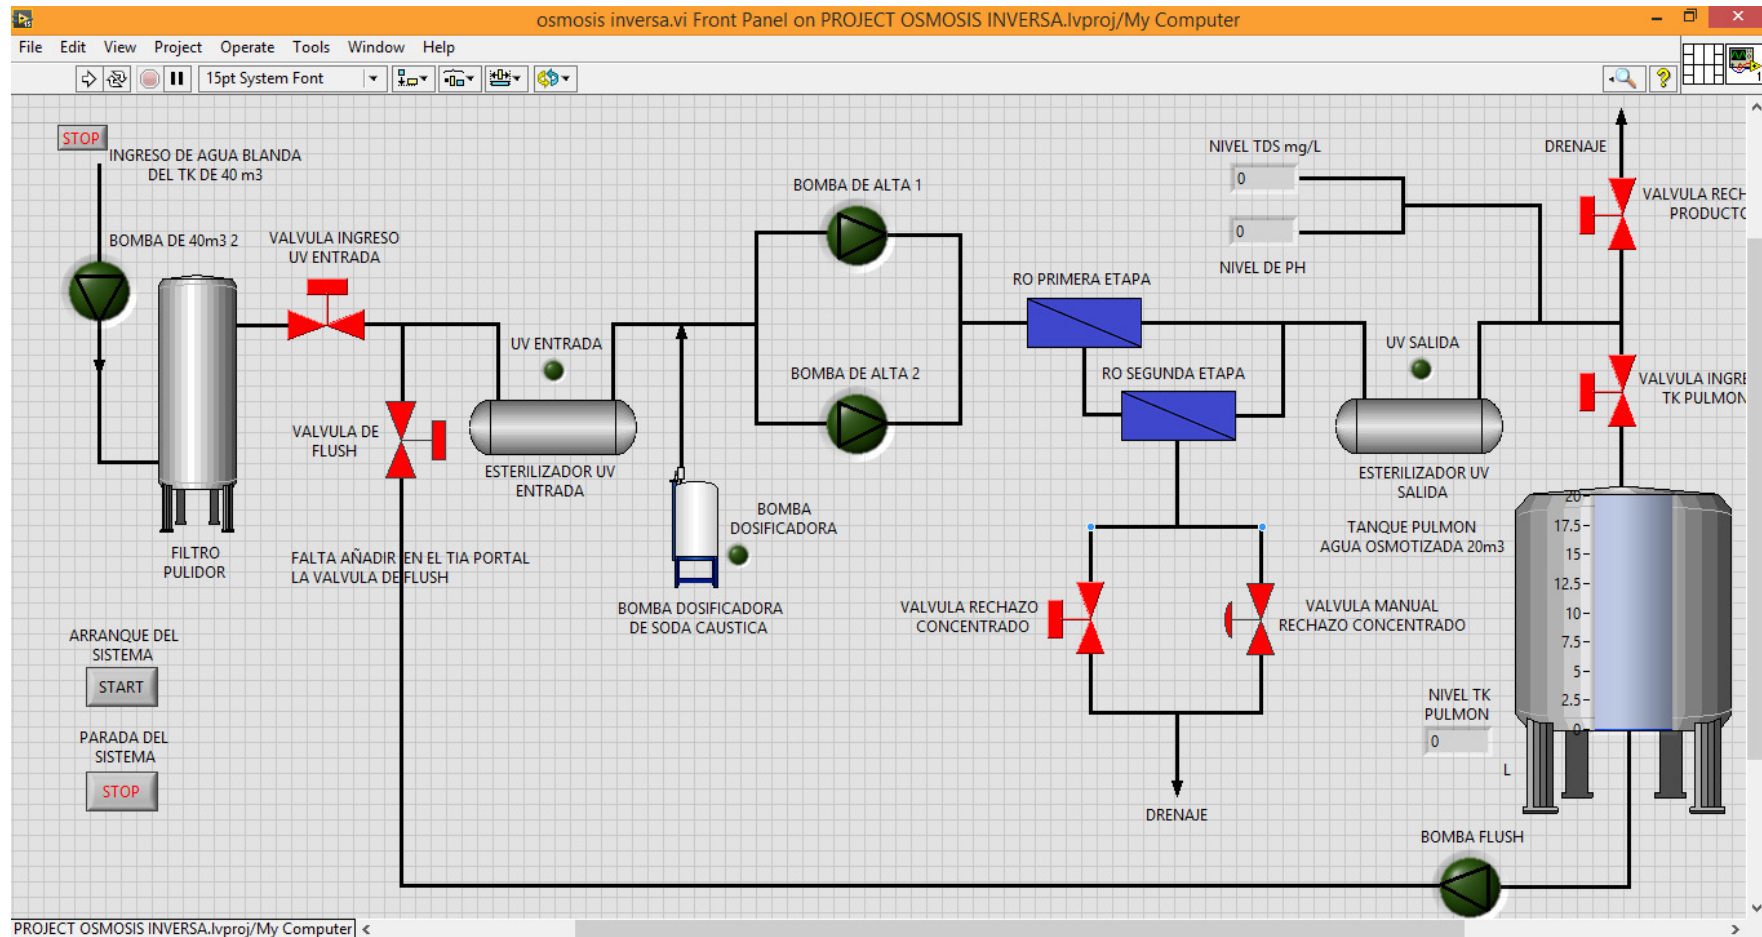 osmosis inversa.vi Front Panel on PROJECT OSMOSIS INVERSA.lvproj/My Computer
File Edit View Project Operate Tools Window Help
15pt System Font
STOP
INGRESO DE AGUA BLANDA
DEL TK DE 40 m3
BOMBA DE 40m3 2
VALVULA INGRESO
UV ENTRADA
BOMBA DE ALTA 1
NIVEL TDS mg/L
0
0
NIVEL DE PH
DRENAJE
VALVULA RECH
PRODUCTO
RO PRIMERA ETAPA
UV ENTRADA
BOMBA DE ALTA 2
RO SEGUNDA ETAPA
UV SALIDA
VALVULA INGRE
TK PULMON
VALVULA DE
FLUSH
ESTERILIZADOR UV
ENTRADA
ESTERILIZADOR UV
SALIDA
BOMBA
DOSIFICADORA
TANQUE PULMON
AGUA OSMOTIZADA 20m3
20
17.5
15
12.5
10
7.5
5
2.5
0
FILTRO
PULIDOR
FALTA AÑADIR EN EL TIA PORTAL
LA VALVULA DE FLUSH
BOMBA DOSIFICADORA
DE SODA CAUSTICA
VALVULA RECHAZO
CONCENTRADO
VALVULA MANUAL
RECHAZO CONCENTRADO
ARRANQUE DEL
SISTEMA
START
NIVEL TK
PULMON
0
L
PARADA DEL
SISTEMA
STOP
DRENAJE
BOMBA FLUSH
PROJECT OSMOSIS INVERSA.lvproj/My Computer